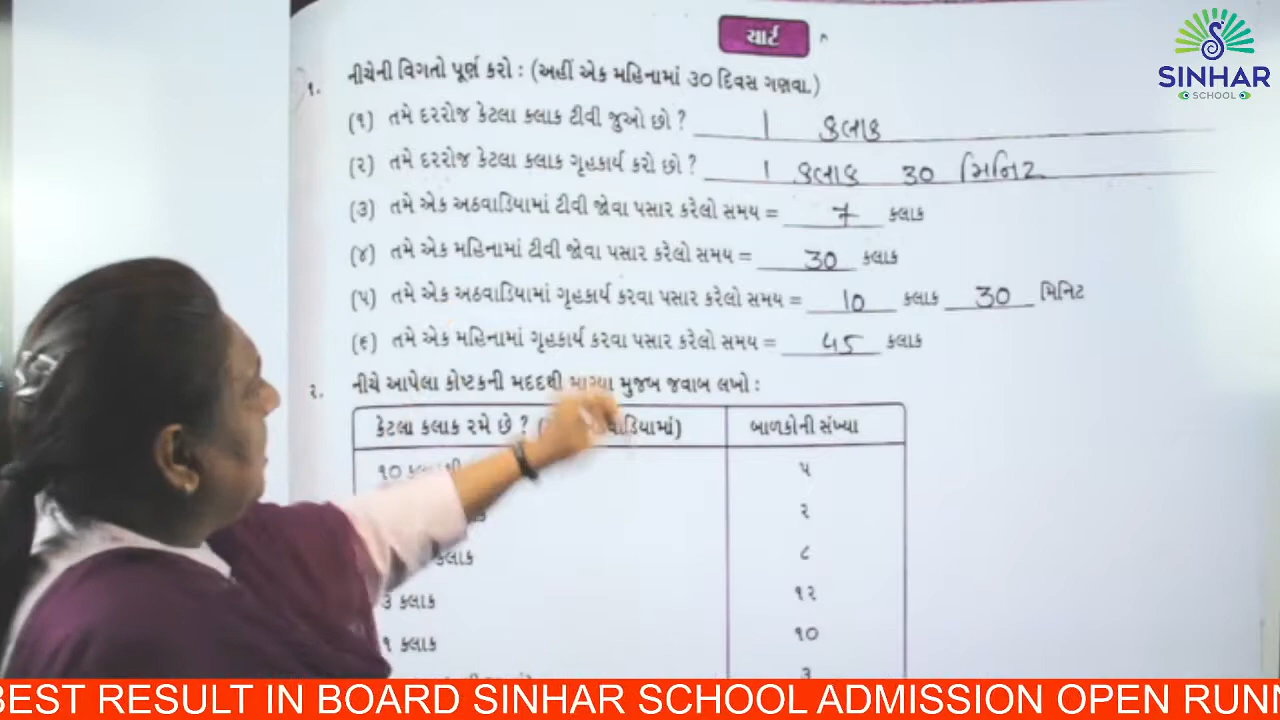 ચાર્ટ
SINHAR
SCHOOL
૧. નીચેની વિગતો પૂર્ણ કરો : (અહીં એક મહિનામાં ૩૦ દિવસ ગણવા.)
(૧) તમે દરરોજ કેટલા કલાક ટીવી જુઓ છો ? 1 કલાક
(૨) તમે દરરોજ કેટલા કલાક ગૃહકાર્ય કરો છો ? 1 કલાક 30 મિનિટ
(૩) તમે એક અઠવાડિયામાં ટીવી જોવા પસાર કરેલો સમય = 7 કલાક
(૪) તમે એક મહિનામાં ટીવી જોવા પસાર કરેલો સમય = 30 કલાક
(૫) તમે એક અઠવાડિયામાં ગૃહકાર્ય કરવા પસાર કરેલો સમય = 10 કલાક 30 મિનિટ
(૬) તમે એક મહિનામાં ગૃહકાર્ય કરવા પસાર કરેલો સમય = 45 કલાક
૨. નીચે આપેલા કોષ્ટકની મદદથી માગ્યા મુજબ જવાબ લખો :
કેટલા કલાક રમે છે ? બાળકોની સંખ્યા
૧૦ ૫
૨
કલાક ૮
૩ કલાક ૧૨
૧ કલાક ૧૦
૩
BEST RESULT IN BOARD SINHAR SCHOOL ADMISSION OPEN RUNN